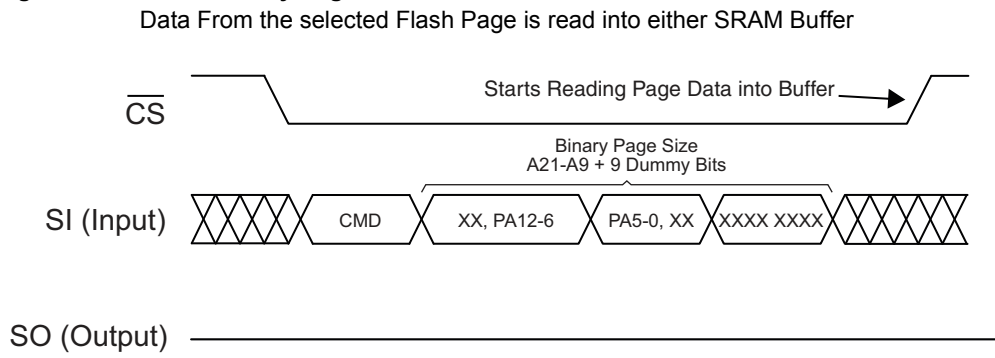 Data From the selected Flash Page is read into either SRAM Buffer
CS
Starts Reading Page Data into Buffer
Binary Page Size
A21-A9 + 9 Dummy Bits
SI (Input)
CMD
XX, PA12-6
PA5-0, XX
XXXX XXXX
SO (Output)